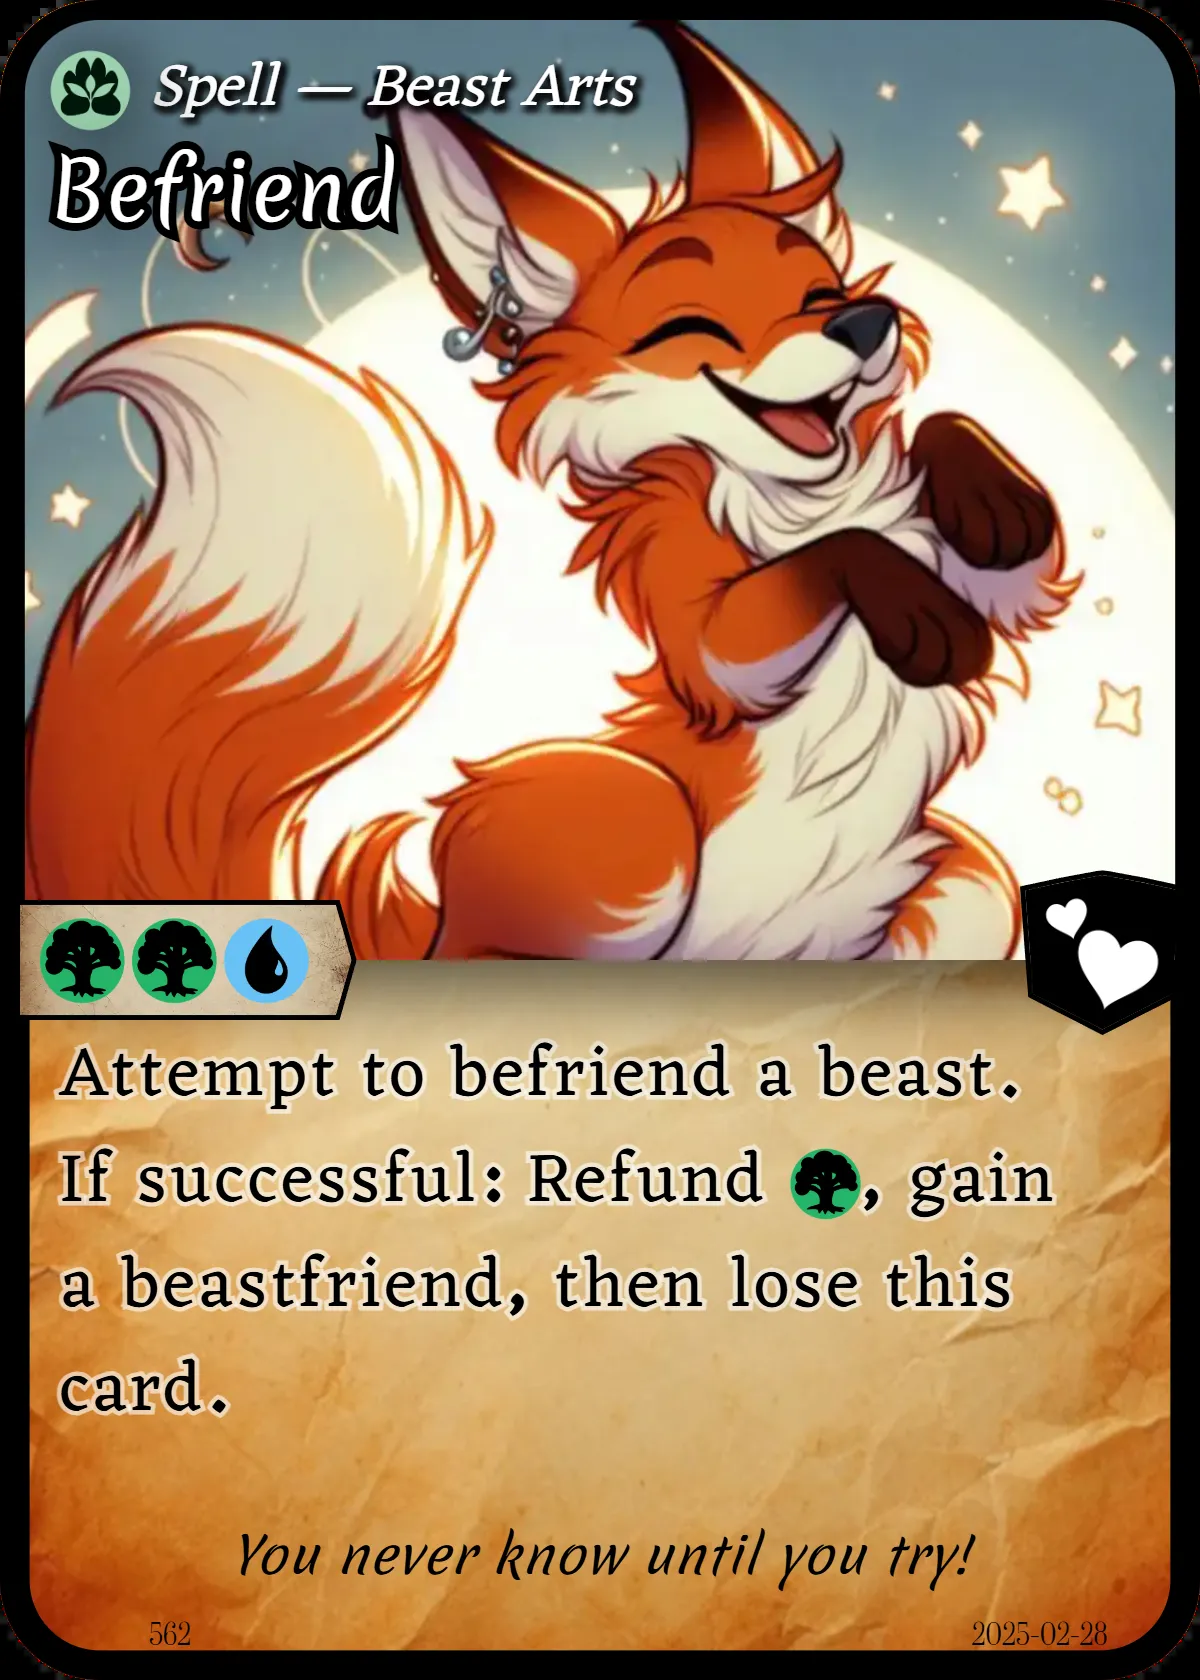 Spell — Beast Arts
Befriend
Attempt to befriend a beast.
If successful: Refund , gain
a beastfriend, then lose this
card.
You never know until you try!
562
2025-02-28